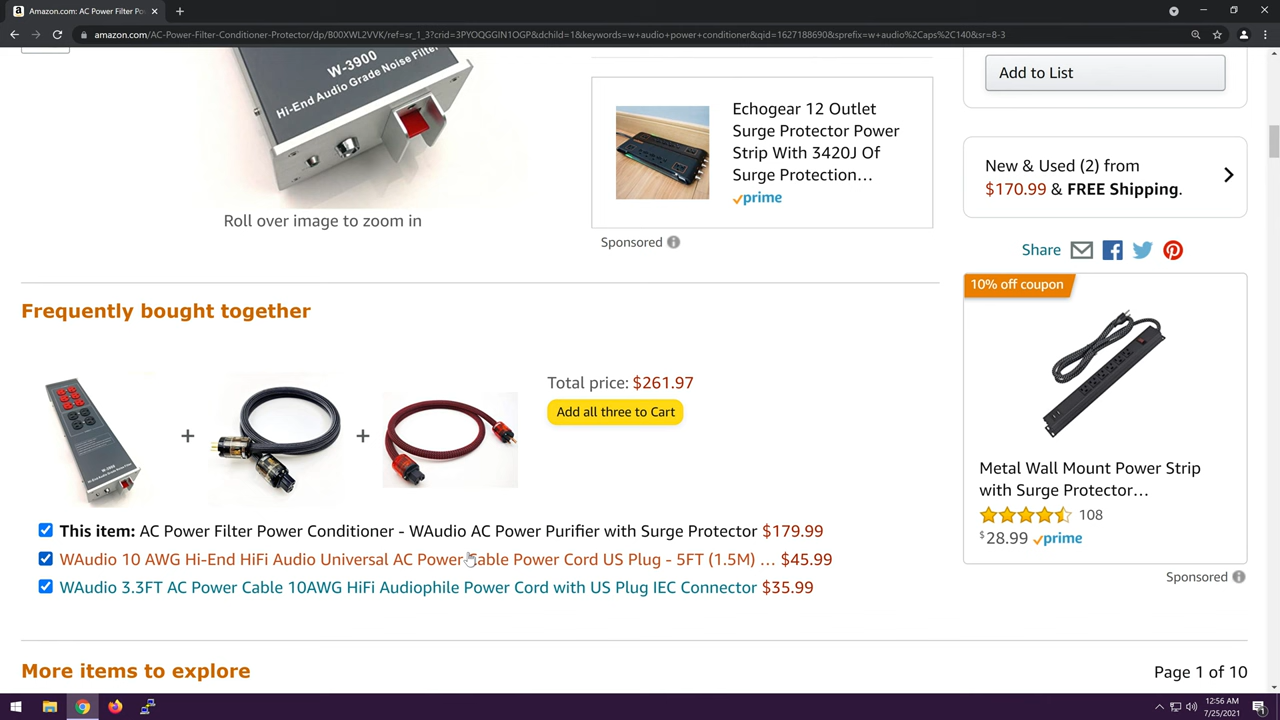 Amazon.com: AC Power Filter Po
amazon.com/AC-Power-Filter-Conditioner-Protector/dp/B00XWL2VVK/ref=sr_1_3?crid=3PYOQGGIN1OGP&dchild=1&keywords=w+audio+power+conditioner&qid=1627188690&sprefix=w+audio%2Caps%2C140&sr=8-3
W-3900
Hi-End Audio Grade Noise Filter
Roll over image to zoom in
Echogear 12 Outlet
Surge Protector Power
Strip With 3420J Of
Surge Protection…
prime
Sponsored
Add to List
New & Used (2) from
$170.99 & FREE Shipping.
Share
Frequently bought together
W-3900
Hi-End Audio Grade Noise Filter
+
+
Total price: $261.97
Add all three to Cart
This item: AC Power Filter Power Conditioner - WAudio AC Power Purifier with Surge Protector $179.99
WAudio 10 AWG Hi-End HiFi Audio Universal AC Power Cable Power Cord US Plug - 5FT (1.5M) … $45.99
WAudio 3.3FT AC Power Cable 10AWG HiFi Audiophile Power Cord with US Plug IEC Connector $35.99
10% off coupon
Metal Wall Mount Power Strip
with Surge Protector…
108
$28.99 prime
Sponsored
More items to explore
Page 1 of 10
12:56 AM
7/25/2021